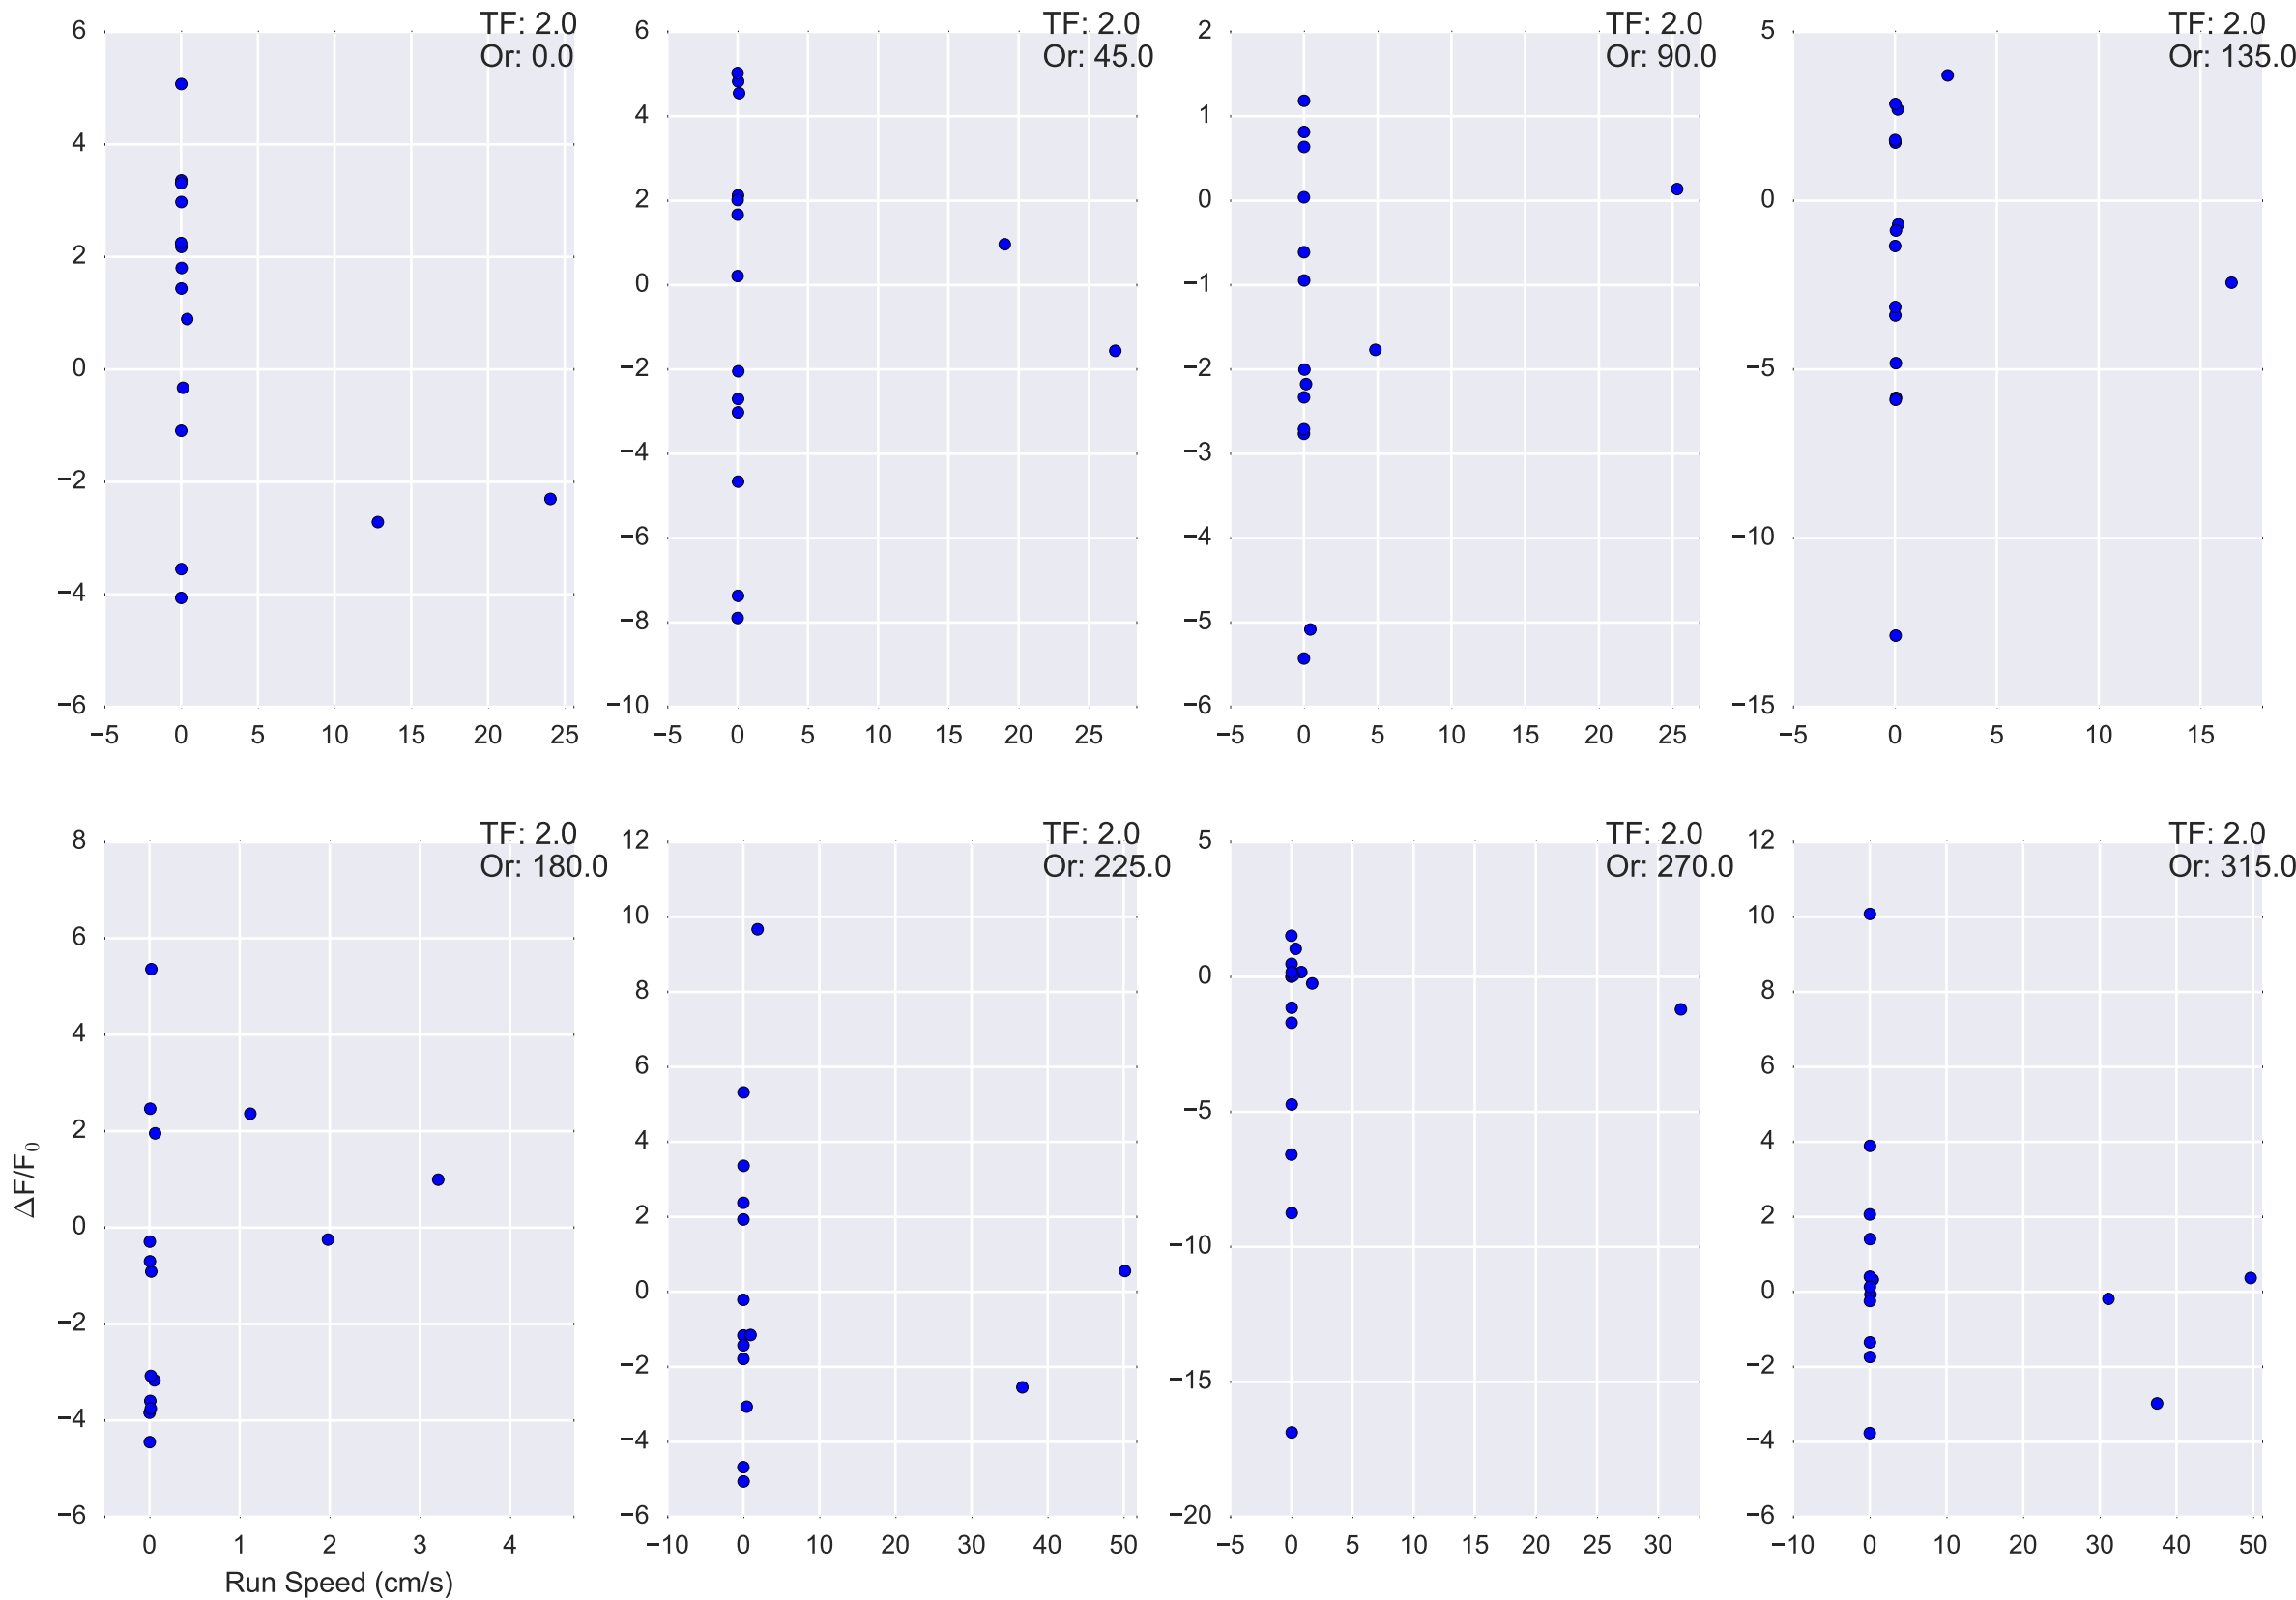 TF: 2.0
Or: 0.0
6
4
2
0
−2
−4
−6
−5 0 5 10 15 20 25
TF: 2.0
Or: 45.0
6
4
2
0
−2
−4
−6
−8
−10
−5 0 5 10 15 20 25
TF: 2.0
Or: 90.0
2
1
0
−1
−2
−3
−4
−5
−6
−5 0 5 10 15 20 25
TF: 2.0
Or: 135.0
5
0
−5
−10
−15
−5 0 5 10 15
TF: 2.0
Or: 180.0
8
6
4
2
0
−2
−4
−6
0 1 2 3 4
ΔF/F₀
Run Speed (cm/s)
TF: 2.0
Or: 225.0
12
10
8
6
4
2
0
−2
−4
−6
−10 0 10 20 30 40 50
TF: 2.0
Or: 270.0
5
0
−5
−10
−15
−20
−5 0 5 10 15 20 25 30
TF: 2.0
Or: 315.0
12
10
8
6
4
2
0
−2
−4
−6
−10 0 10 20 30 40 50